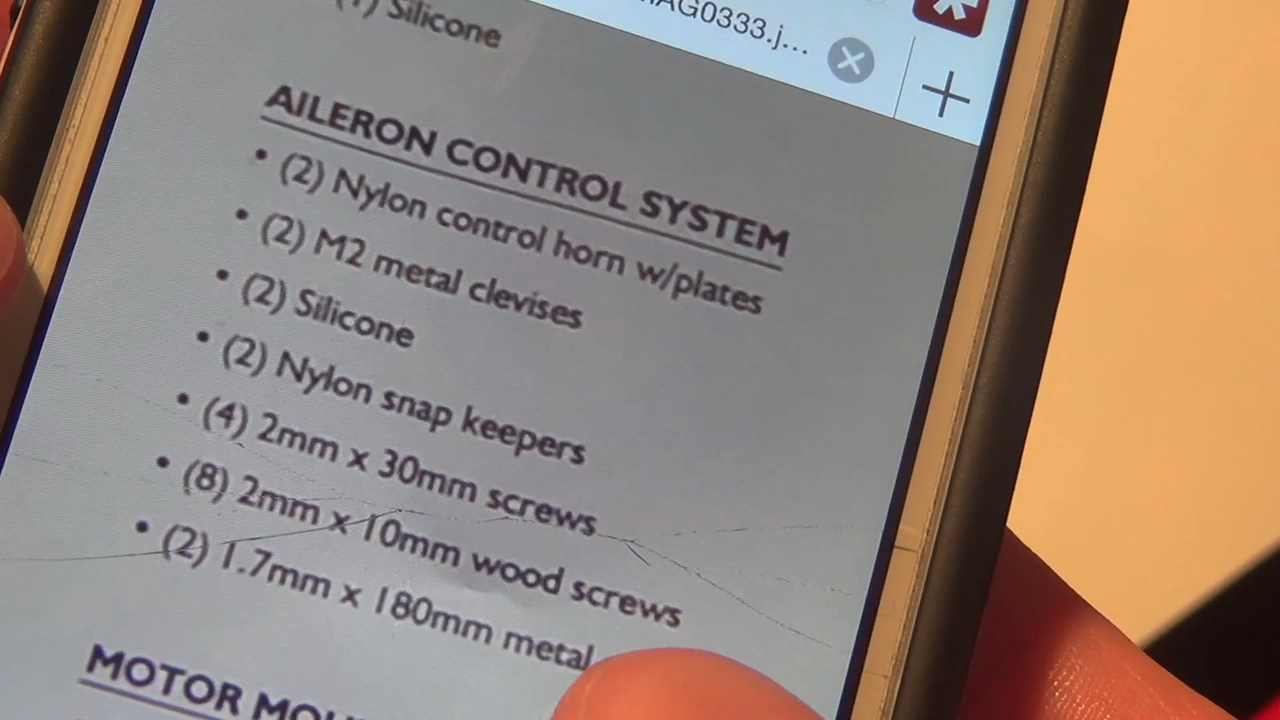 (1) Silicone
AG0333.j...
AILERON CONTROL SYSTEM
• (2) Nylon control horn w/plates
• (2) M2 metal clevises
• (2) Silicone
• (2) Nylon snap keepers
• (4) 2mm x 30mm screws
• (8) 2mm x 10mm wood screws
• (2) 1.7mm x 180mm metal
MOTOR